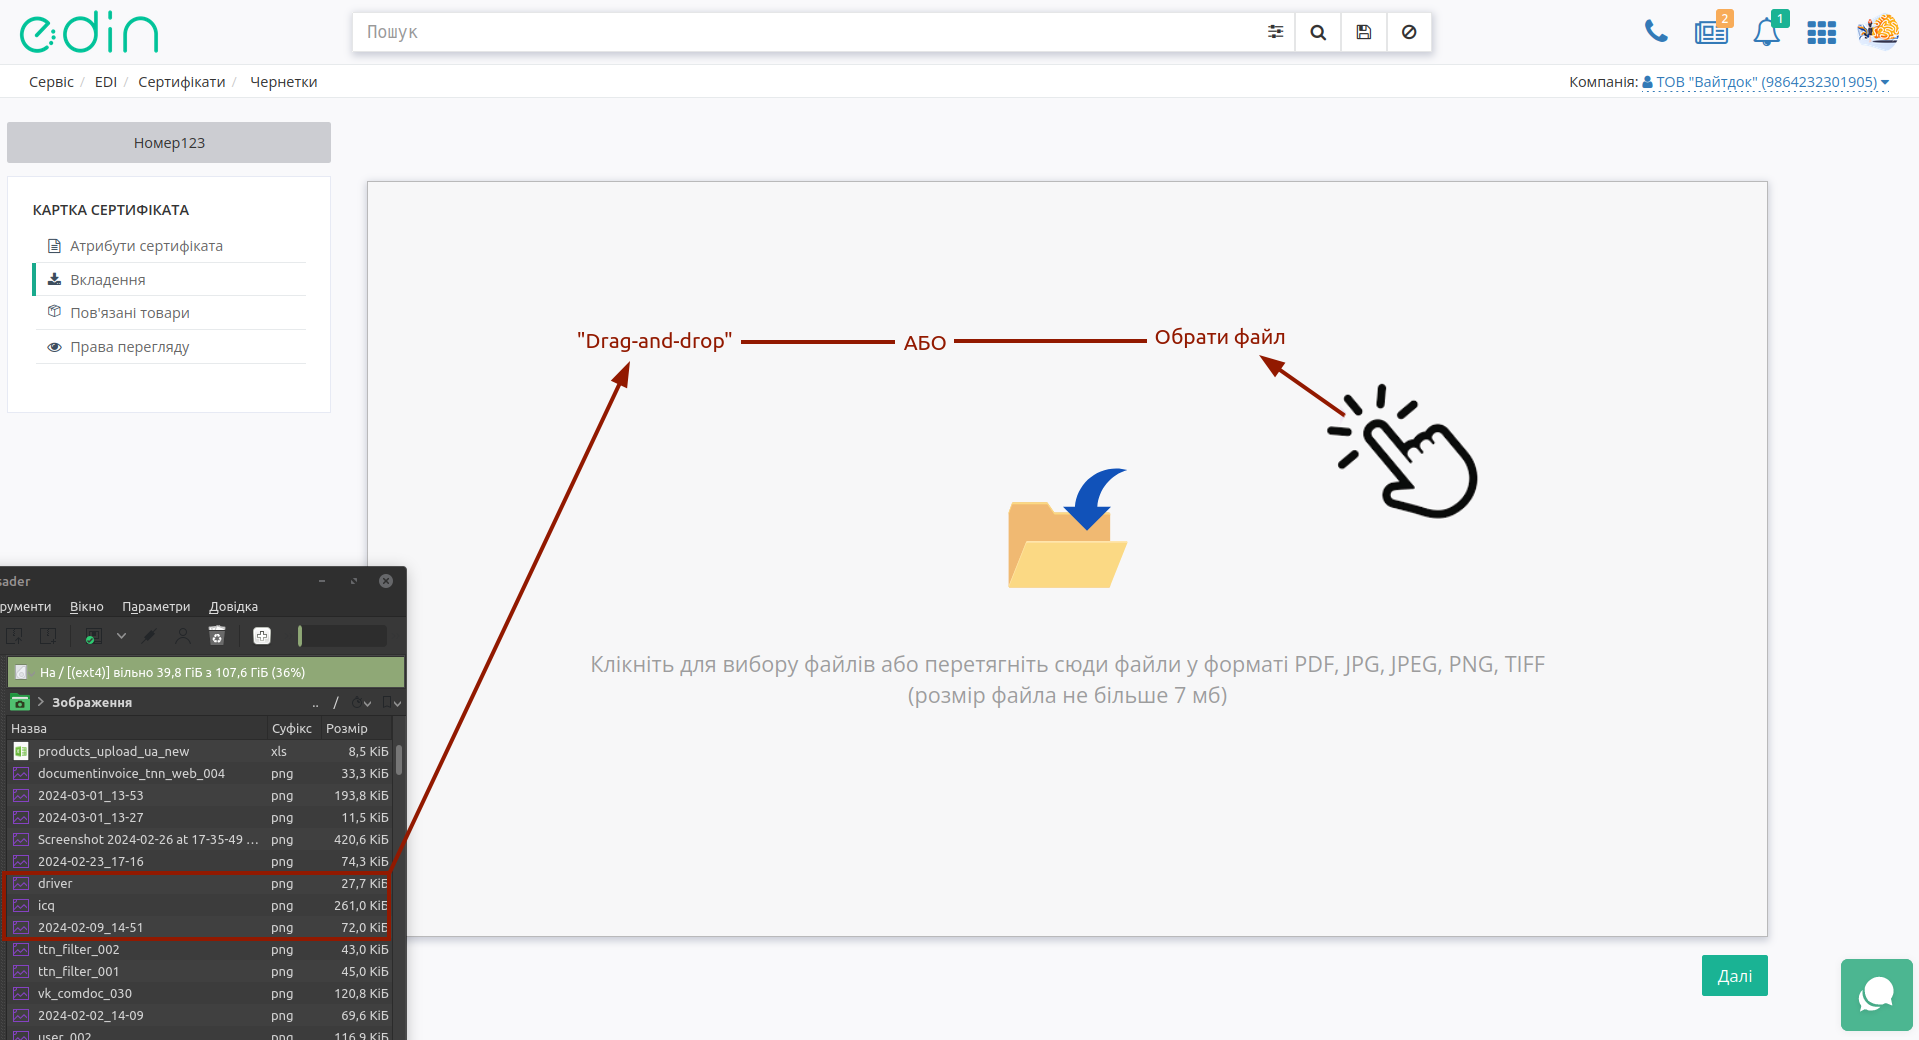 edin
Пошук
2
1
Сервіс / EDI / Сертифікати / Чернетки
Компанія: ТОВ "Вайтдок" (9864232301905)
Номер123
КАРТКА СЕРТИФІКАТА
Атрибути сертифіката
Вкладення
Пов'язані товари
Права перегляду
"Drag-and-drop"
АБО
Обрати файл
Клікніть для вибору файлів або перетягніть сюди файли у форматі PDF, JPG, JPEG, PNG, TIFF
(розмір файла не більше 7 мб)
Далі
sader
рументи Вікно Параметри Довідка
На / [(ext4)] вільно 39,8 ГіБ з 107,6 ГіБ (36%)
Зображення .. /
Назва Суфікс Розмір
products_upload_ua_new xls 8,5 КіБ
documentinvoice_tnn_web_004 png 33,3 КіБ
2024-03-01_13-53 png 193,8 КіБ
2024-03-01_13-27 png 11,5 КіБ
Screenshot 2024-02-26 at 17-35-49 ... png 420,6 КіБ
2024-02-23_17-16 png 74,3 КіБ
driver png 27,7 КіБ
icq png 261,0 КіБ
2024-02-09_14-51 png 72,0 КіБ
ttn_filter_002 png 43,0 КіБ
ttn_filter_001 png 45,0 КіБ
vk_comdoc_030 png 120,8 КіБ
2024-02-02_14-09 png 69,6 КіБ
user_002 png 116,9 КіБ